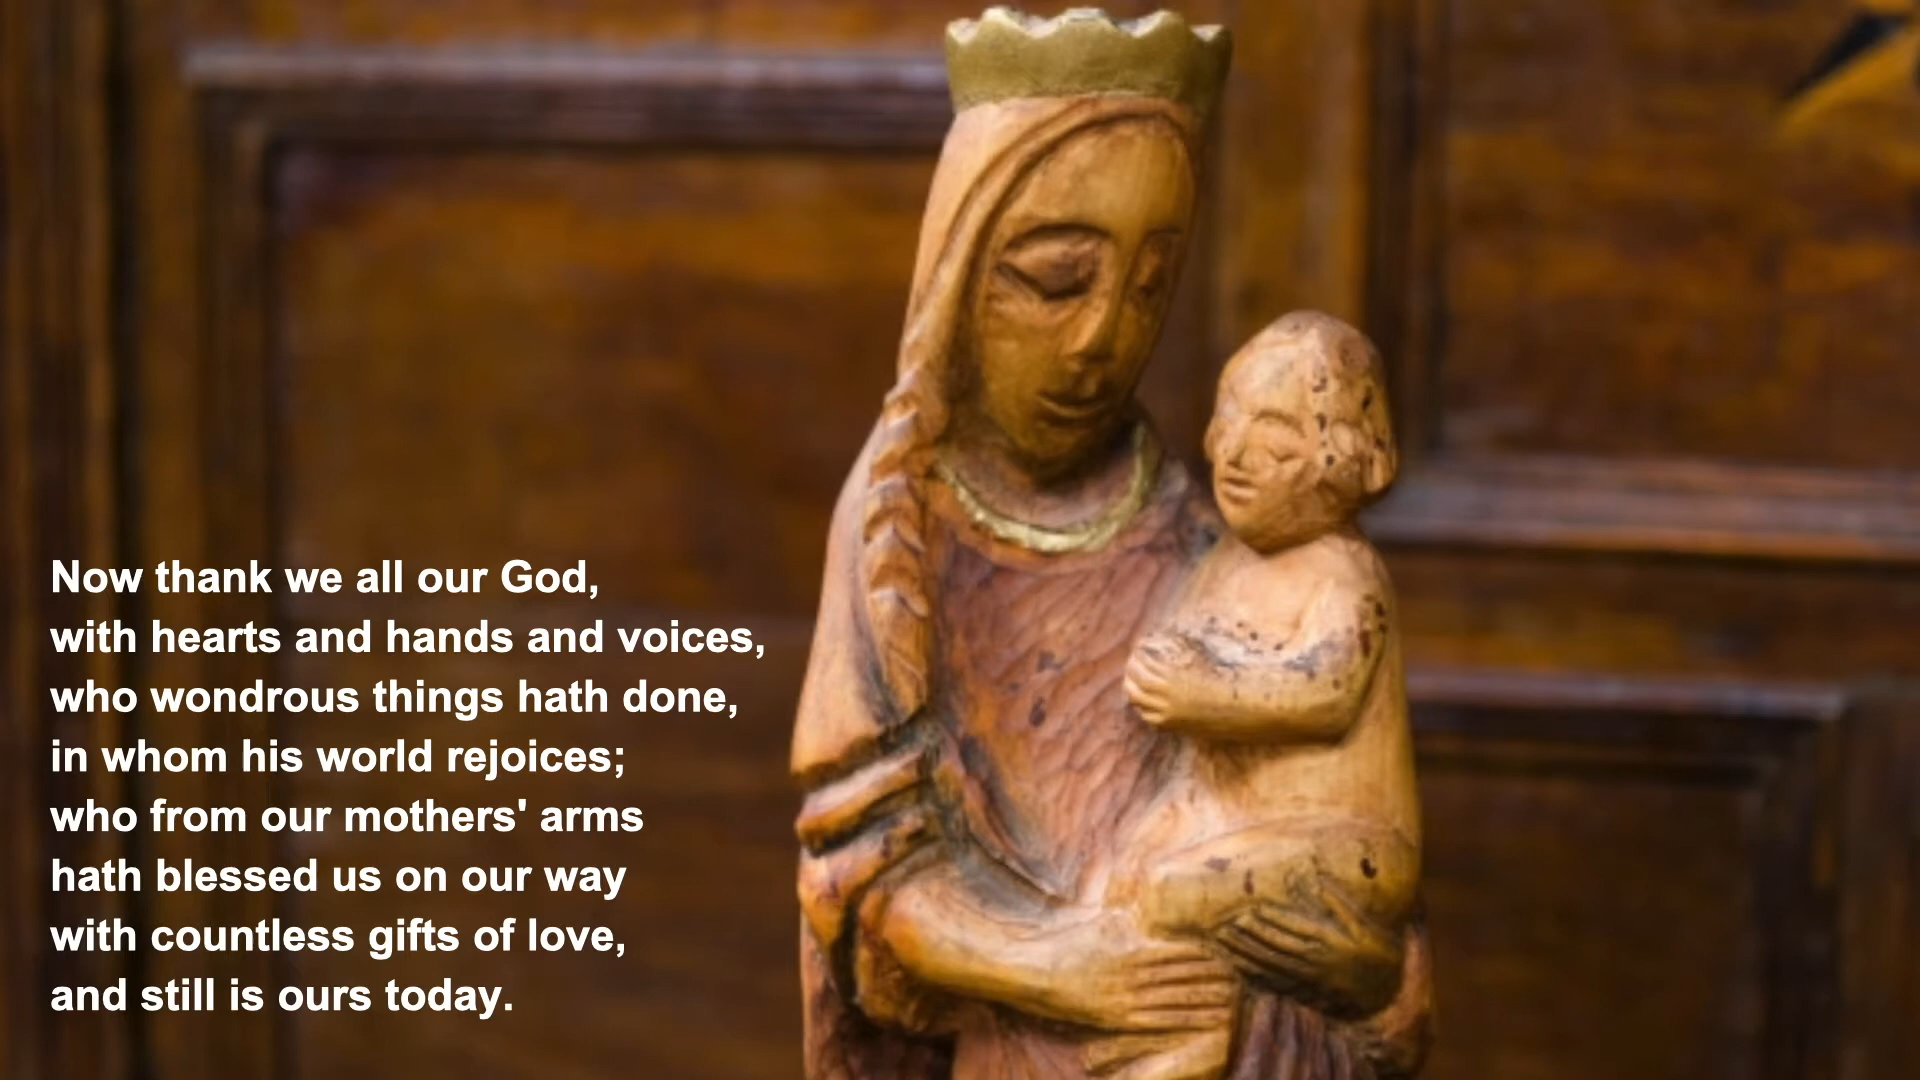 Now thank we all our God,
with hearts and hands and voices,
who wondrous things hath done,
in whom his world rejoices;
who from our mothers' arms
hath blessed us on our way
with countless gifts of love,
and still is ours today.